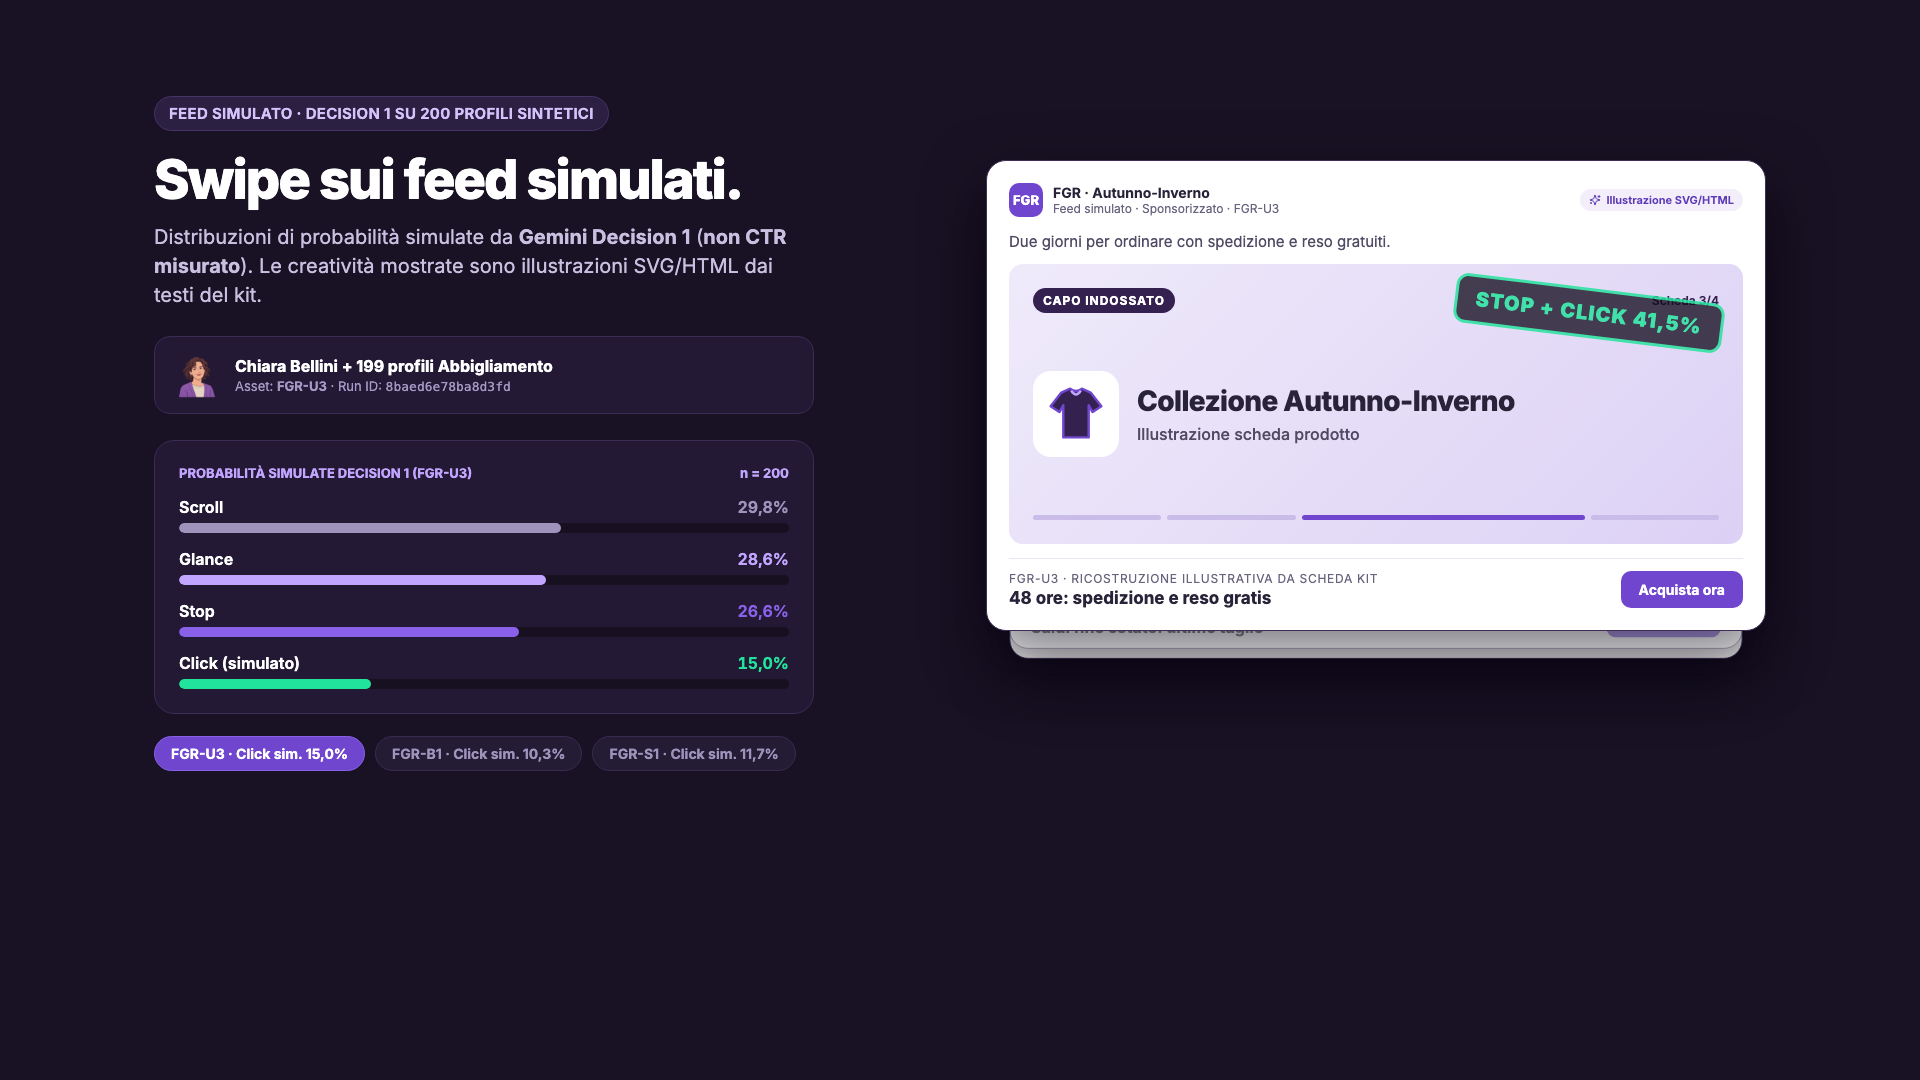 FEED SIMULATO · DECISION 1 SU 200 PROFILI SINTETICI
Swipe sui feed simulati.
Distribuzioni di probabilità simulate da Gemini Decision 1 (non CTR
misurato). Le creatività mostrate sono illustrazioni SVG/HTML dai
testi del kit.
Chiara Bellini + 199 profili Abbigliamento
Asset: FGR-U3 · Run ID: 8baed6e78ba8d3fd
PROBABILITÀ SIMULATE DECISION 1 (FGR-U3)
n = 200
Scroll
29,8%
Glance
28,6%
Stop
26,6%
Click (simulato)
15,0%
FGR-U3 · Click sim. 15,0%
FGR-B1 · Click sim. 10,3%
FGR-S1 · Click sim. 11,7%
FGR
FGR · Autunno-Inverno
Feed simulato · Sponsorizzato · FGR-U3
Illustrazione SVG/HTML
Due giorni per ordinare con spedizione e reso gratuiti.
CAPO INDOSSATO
Scheda 3/4
STOP + CLICK 41,5%
Collezione Autunno-Inverno
Illustrazione scheda prodotto
FGR-U3 · RICOSTRUZIONE ILLUSTRATIVA DA SCHEDA KIT
48 ore: spedizione e reso gratis
Acquista ora